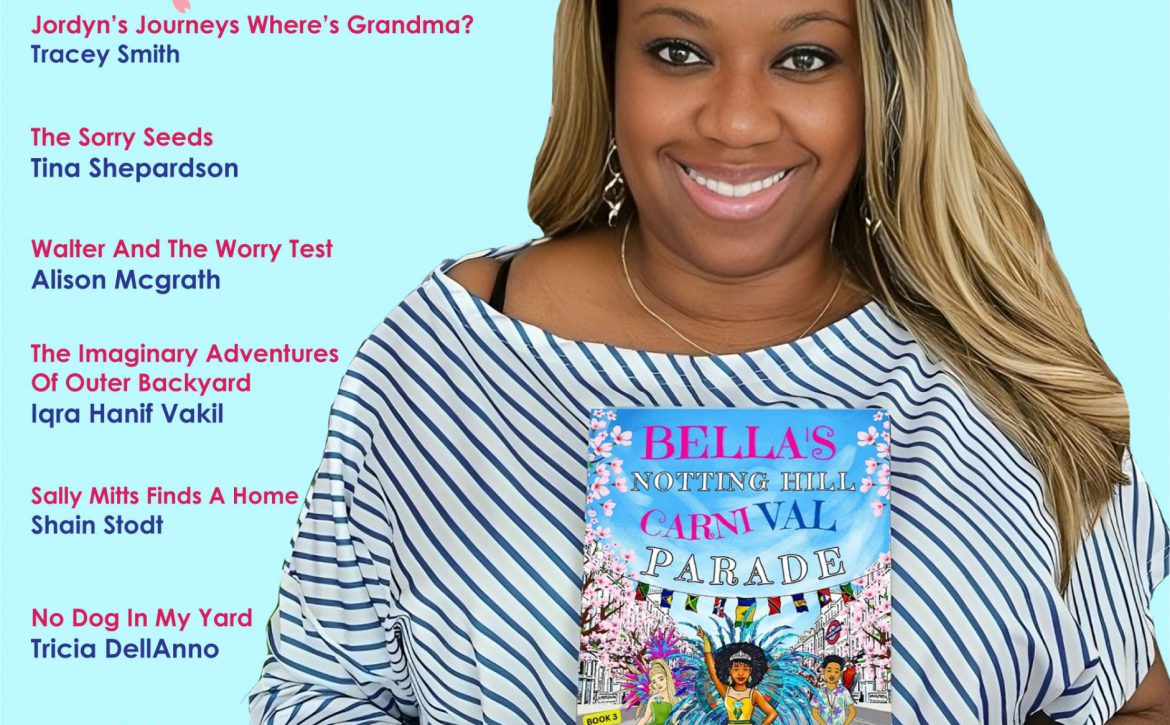 Jordyn's Journeys Where's Grandma?
Tracey Smith
The Sorry Seeds
Tina Shepardson
Walter And The Worry Test
Alison Mcgrath
The Imaginary Adventures
Of Outer Backyard
Iqra Hanif Vakil
Sally Mitts Finds A Home
Shain Stodt
No Dog In My Yard
Tricia DellAnno
BELLA'S
NOTTING HILL
CARNIVAL
PARADE
BOOK 3